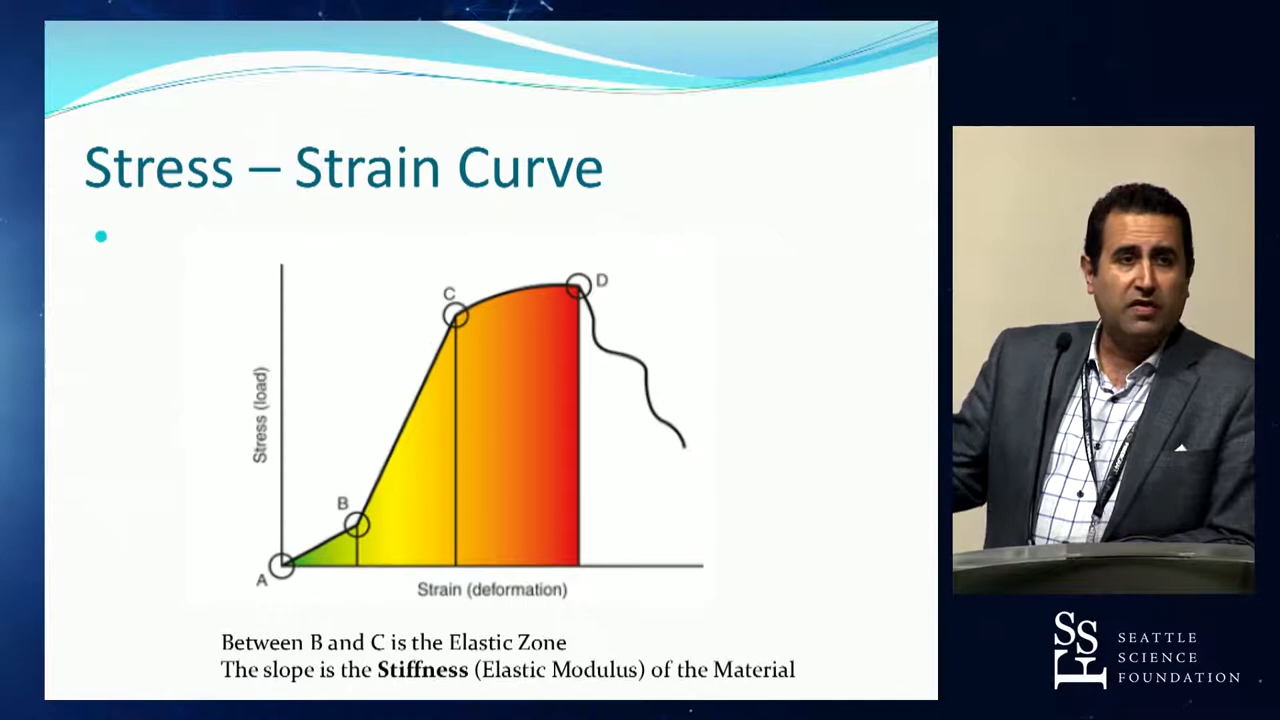 Stress – Strain Curve
C
D
Stress (load)
B
A
Strain (deformation)
Between B and C is the Elastic Zone
The slope is the Stiffness (Elastic Modulus) of the Material
SSF
SEATTLE
SCIENCE
FOUNDATION